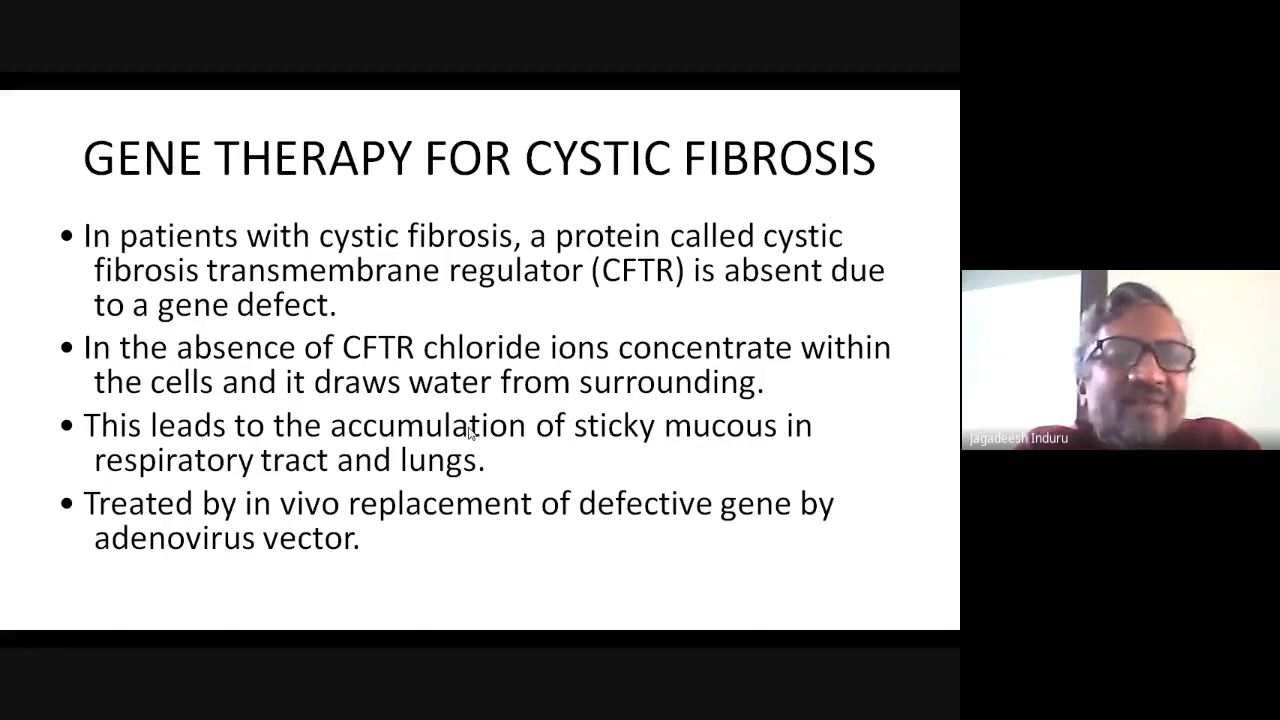 GENE THERAPY FOR CYSTIC FIBROSIS
• In patients with cystic fibrosis, a protein called cystic
fibrosis transmembrane regulator (CFTR) is absent due
to a gene defect.
• In the absence of CFTR chloride ions concentrate within
the cells and it draws water from surrounding.
• This leads to the accumulation of sticky mucous in
respiratory tract and lungs.
• Treated by in vivo replacement of defective gene by
adenovirus vector.
Jagadeesh Induru